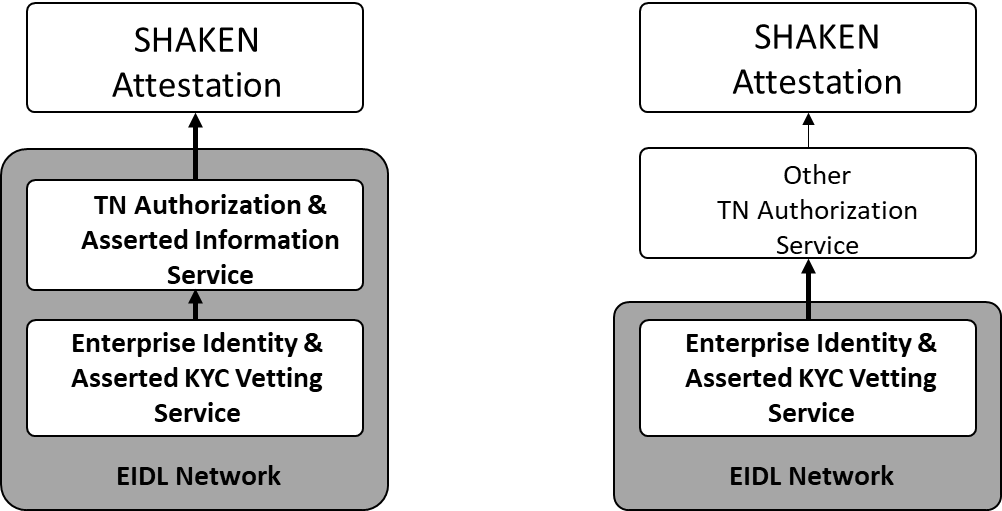 SHAKEN
Attestation
TN Authorization &
Asserted Information
Service
Enterprise Identity &
Asserted KYC Vetting
Service
EIDL Network
SHAKEN
Attestation
Other
TN Authorization
Service
Enterprise Identity &
Asserted KYC Vetting
Service
EIDL Network